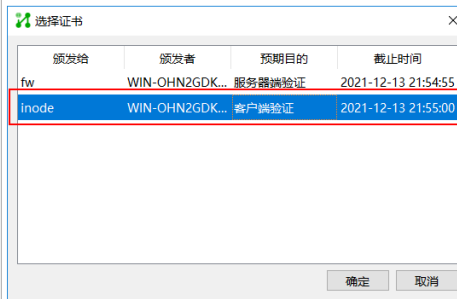 选择证书
颁发给 颁发者 预期目的 截止时间
fw WIN-OHN2GDK... 服务器端验证 2021-12-13 21:54:55
inode WIN-OHN2GDK... 客户端验证 2021-12-13 21:55:00
确定 取消